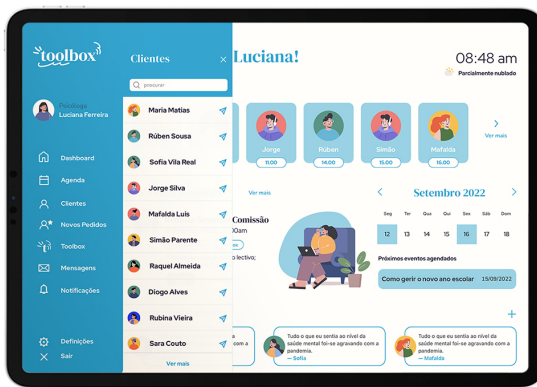 toolbox
Psicóloga
Luciana Ferreira
Dashboard
Agenda
Clientes
Novos Pedidos
Toolbox
Mensagens
Notificações
Definições
Sair
Clientes
procurar
Maria Matias
Rúben Sousa
Sofia Vila Real
Jorge Silva
Mafalda Luis
Simão Parente
Raquel Almeida
Diogo Alves
Rubina Vieira
Sara Couto
Ver mais
Luciana!
08:48 am
Parcialmente nublado
Jorge
11.00
Rúben
14.00
Simão
15.00
Mafalda
16.00
Ver mais
Ver mais
Comissão
00am
lectivo;
Setembro 2022
Seg Ter Qua Qui Sex Sáb Dom
12 13 14 15 16 17 18
Próximos eventos agendados
Como gerir o novo ano escolar 15/09/2022
Tudo o que eu sentia ao nível da
saúde mental foi-se agravando com a
pandemia.
— Sofia
Tudo o que eu sentia ao nível da
saúde mental foi-se agravando com a
pandemia.
— Mafalda